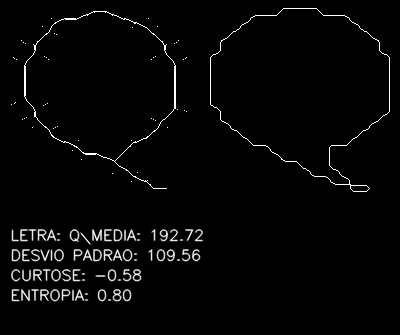 LETRA: Q\MEDIA: 192.72
DESVIO PADRAO: 109.56
CURTOSE: -0.58
ENTROPIA: 0.80